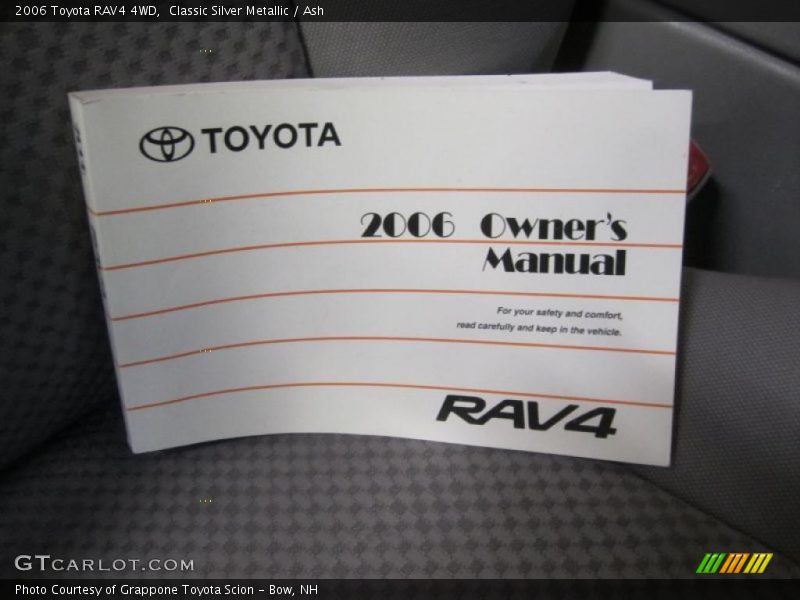 2006 Toyota RAV4 4WD,  Classic Silver Metallic / Ash
TOYOTA
2006 Owner's
Manual
For your safety and comfort,
read carefully and keep in the vehicle.
RAV4
GTCARLOT.COM
Photo Courtesy of Grappone Toyota Scion - Bow, NH